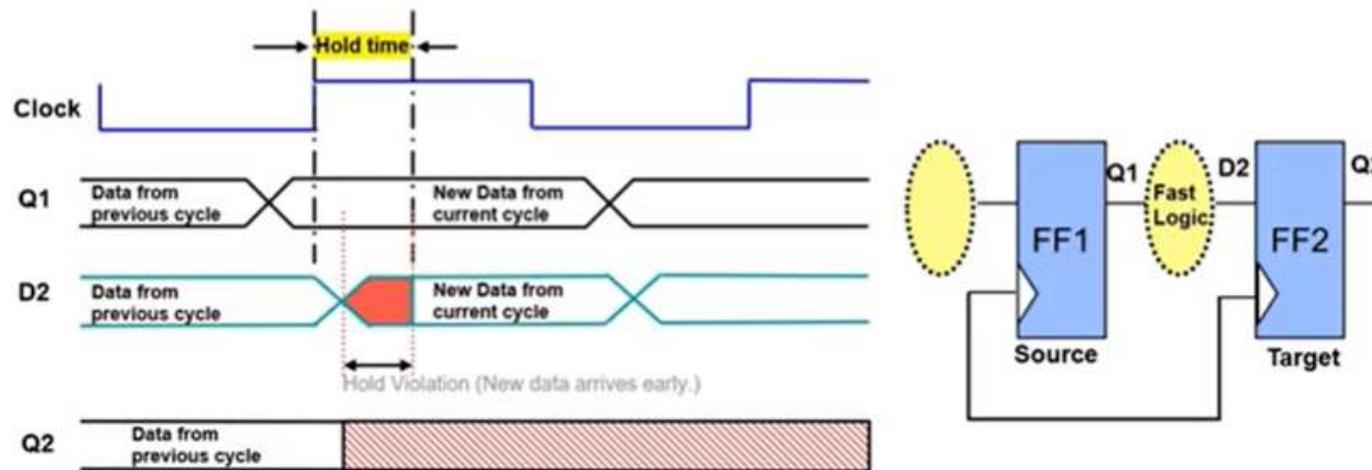 Hold time
Clock
Q1
Data from
previous cycle
New Data from
current cycle
D2
Data from
previous cycle
New Data from
current cycle
Hold Violation (New data arrives early.)
Q2
Data from
previous cycle
Q1
Fast
Logic
D2
FF1
FF2
Source
Target